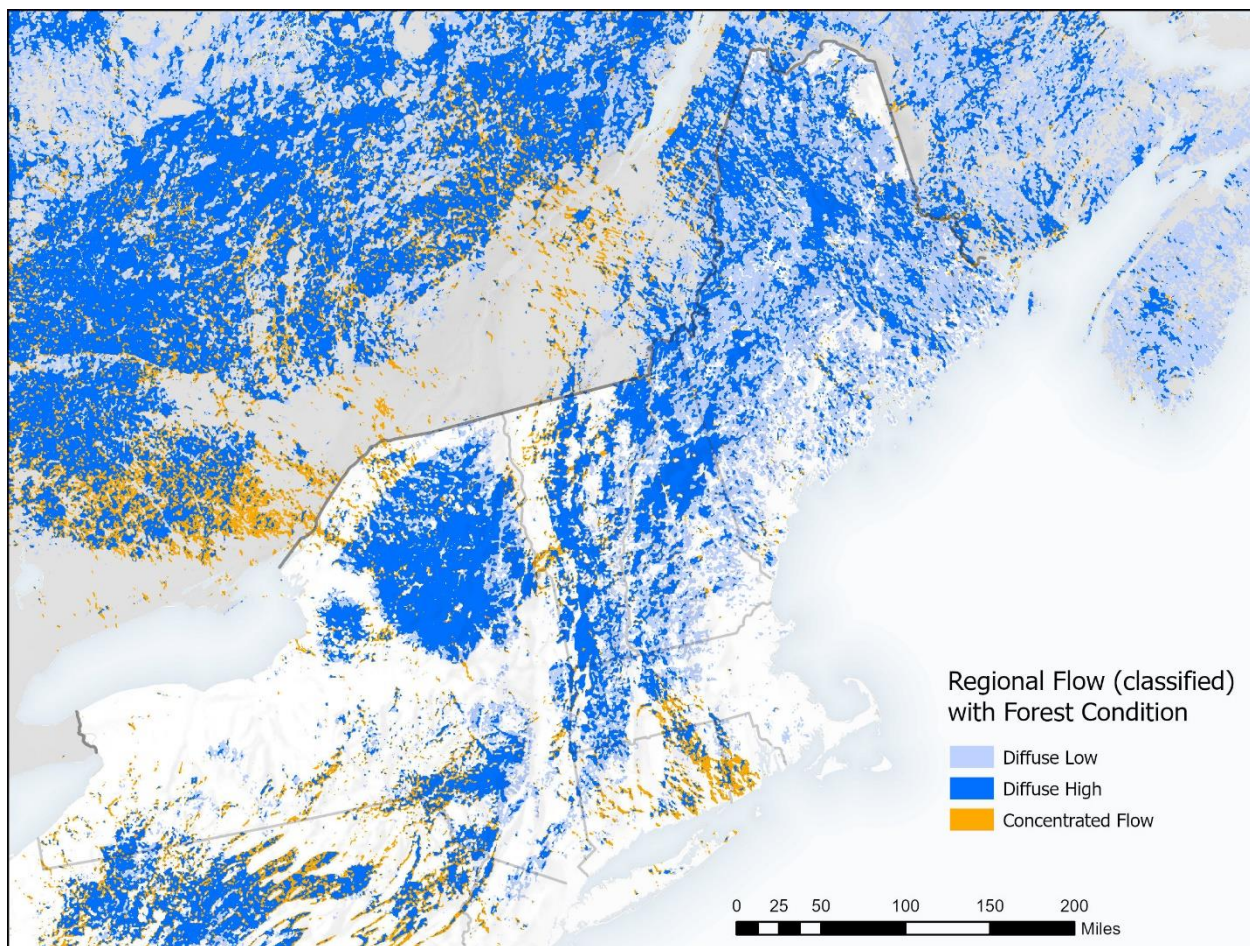 Regional Flow (classified)
with Forest Condition
Diffuse Low
Diffuse High
Concentrated Flow
0 25 50 100 150 200
Miles